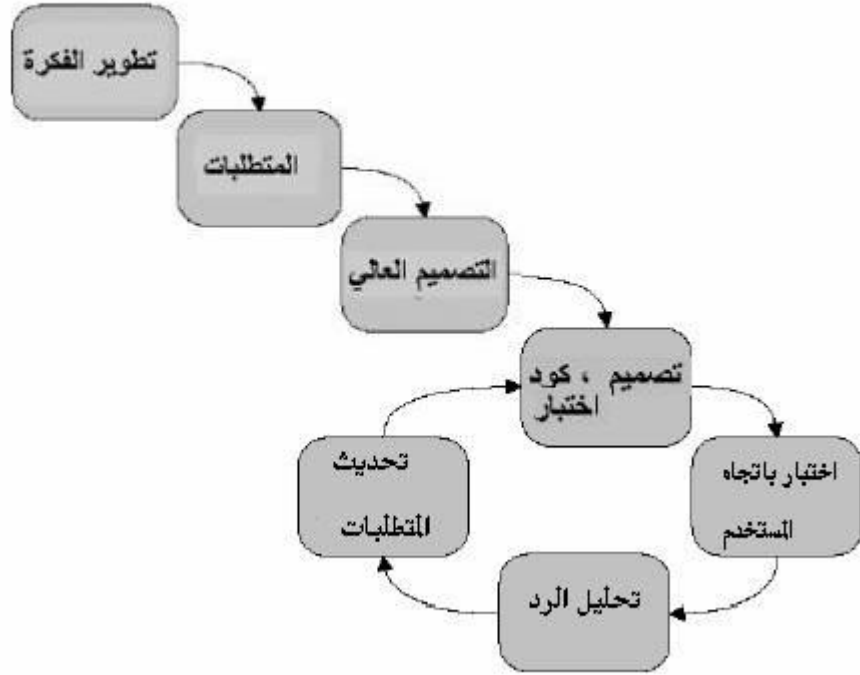 تطوير الفكرة
المتطلبات
التصميم العالي
تصميم ، كود
اختبار
اختبار باتجاه
المستخدم
تحليل الرد
تحديث
المتطلبات